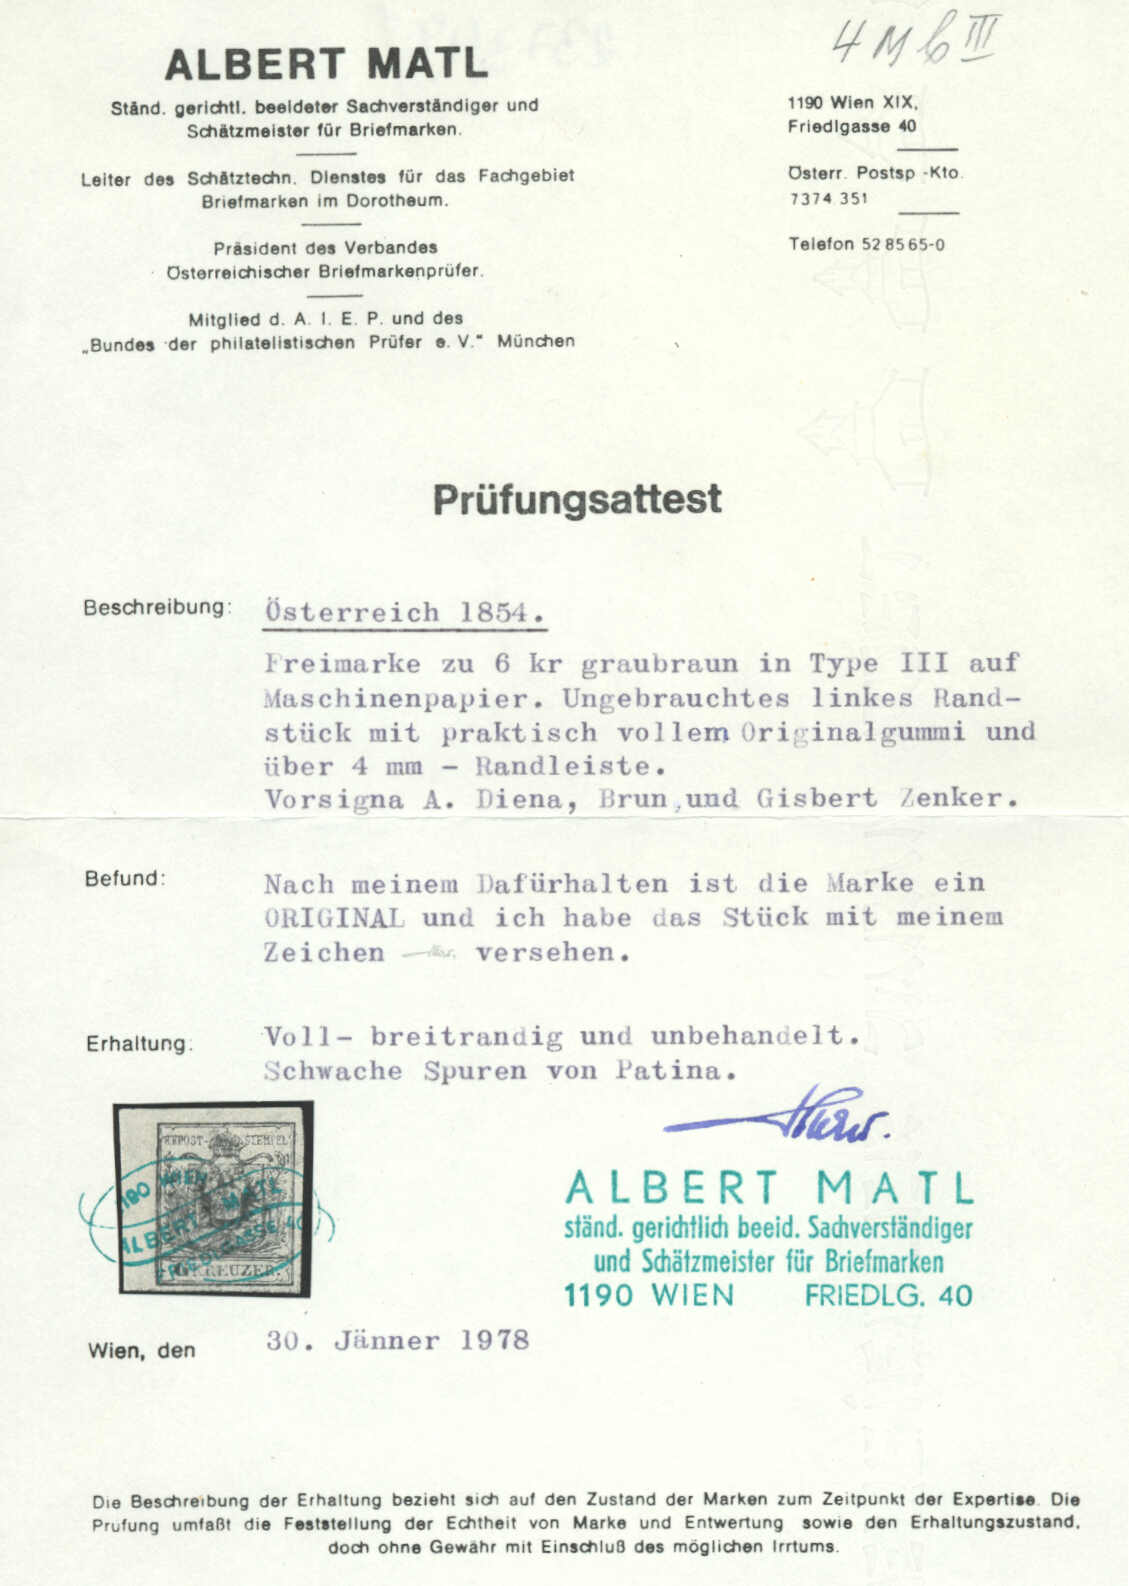 4 M b III
ALBERT MATL
Ständ. gerichtl. beeideter Sachverständiger und
Schätzmeister für Briefmarken.
Leiter des Schätztechn. Dienstes für das Fachgebiet
Briefmarken im Dorotheum.
Präsident des Verbandes
Österreichischer Briefmarkenprüfer.
Mitglied d. A. I. E. P. und des
„Bundes der philatelistischen Prüfer e. V.“ München
1190 Wien XIX,
Friedlgasse 40
Österr. Postsp -Kto.
7374 351
Telefon 52 85 65-0
Prüfungsattest
Beschreibung: Österreich 1854.
Freimarke zu 6 kr graubraun in Type III auf
Maschinenpapier. Ungebrauchtes linkes Rand-
stück mit praktisch vollem Originalgummi und
über 4 mm - Randleiste.
Vorsigna A. Diena, Brun,und Gisbert Zenker.
Befund: Nach meinem Dafürhalten ist die Marke ein
ORIGINAL und ich habe das Stück mit meinem
Zeichen versehen.
Erhaltung: Voll- breitrandig und unbehandelt.
Schwache Spuren von Patina.
KKPOST-STEMPEL
1190 WIEN
ALBERT MATL
FRIEDLGASSE 40
6 KREUZER.
ALBERT MATL
ständ. gerichtlich beeid. Sachverständiger
und Schätzmeister für Briefmarken
1190 WIEN FRIEDLG. 40
Wien, den 30. Jänner 1978
Die Beschreibung der Erhaltung bezieht sich auf den Zustand der Marken zum Zeitpunkt der Expertise. Die
Prüfung umfaßt die Feststellung der Echtheit von Marke und Entwertung sowie den Erhaltungszustand,
doch ohne Gewähr mit Einschluß des möglichen Irrtums.